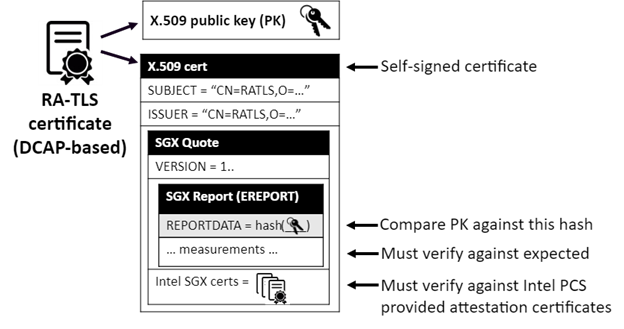 X.509 public key (PK)
RA-TLS
certificate
(DCAP-based)
X.509 cert
Self-signed certificate
SUBJECT = “CN=RATLS,O=...”
ISSUER = “CN=RATLS,O=...”
SGX Quote
VERSION = 1..
SGX Report (EREPORT)
REPORTDATA = hash( )
Compare PK against this hash
... measurements ...
Must verify against expected
Intel SGX certs =
Must verify against Intel PCS
provided attestation certificates